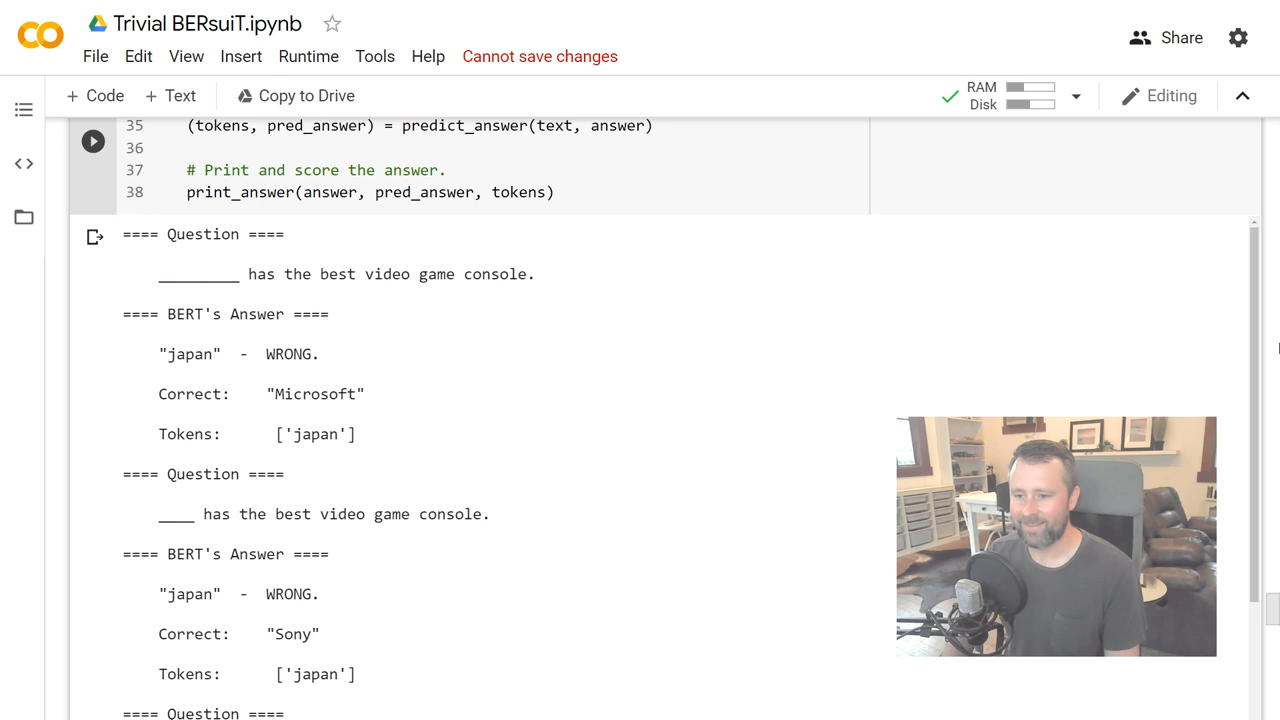 Trivial BERsuiT.ipynb
File Edit View Insert Runtime Tools Help Cannot save changes
Share
+ Code + Text Copy to Drive
RAM
Disk
Editing
35 (tokens, pred_answer) = predict_answer(text, answer)
36
37 # Print and score the answer.
38 print_answer(answer, pred_answer, tokens)
==== Question ====
_________ has the best video game console.
==== BERT's Answer ====
"japan" - WRONG.
Correct: "Microsoft"
Tokens: ['japan']
==== Question ====
____ has the best video game console.
==== BERT's Answer ====
"japan" - WRONG.
Correct: "Sony"
Tokens: ['japan']
==== Question ====